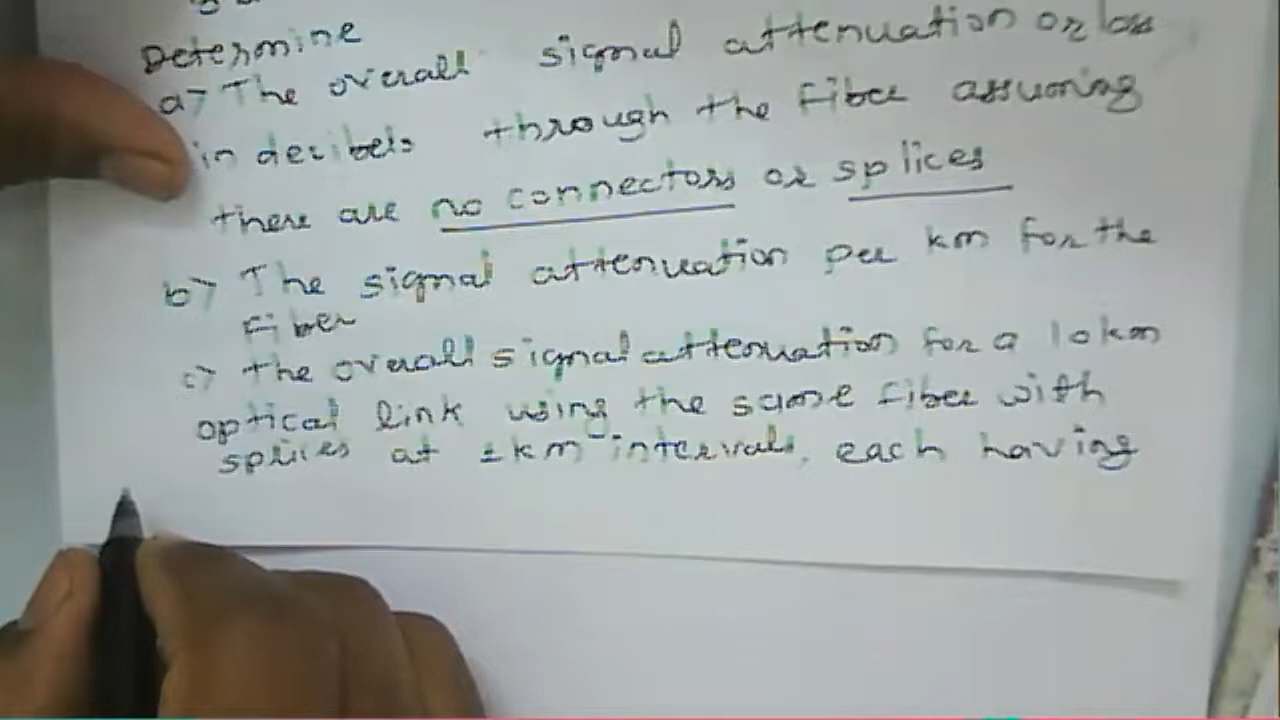 Determine
a) The overall signal attenuation or loss
in decibels through the fiber assuming
there are no connectors or splices
b) The signal attenuation per km for the
fiber
c) the overall signal attenuation for a 10km
optical link using the same fiber with
splices at 1km intervals, each having